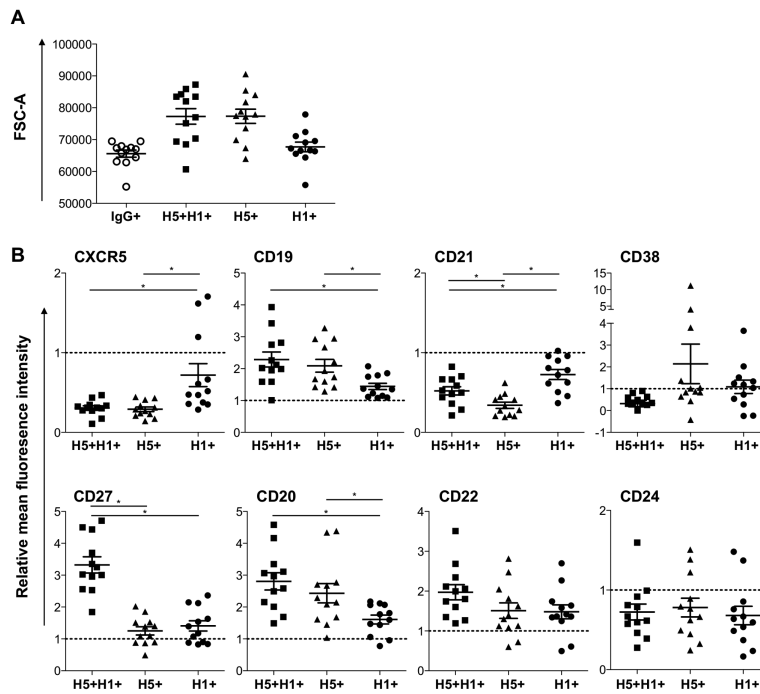 A
FSC-A
100000
90000
80000
70000
60000
50000
IgG+ H5+H1+ H5+ H1+
B
Relative mean fluoresence intensity
CXCR5
*
*
2
1
0
H5+H1+ H5+ H1+
CD19
*
*
5
4
3
2
1
0
H5+H1+ H5+ H1+
CD21
* *
*
2
1
0
H5+H1+ H5+ H1+
CD38
15
10
5
4
2
1
0
-1
H5+H1+ H5+ H1+
CD27
*
*
5
4
3
2
1
0
H5+H1+ H5+ H1+
CD20
*
*
5
4
3
2
1
0
H5+H1+ H5+ H1+
CD22
4
3
2
1
0
H5+H1+ H5+ H1+
CD24
2
1
0
H5+H1+ H5+ H1+